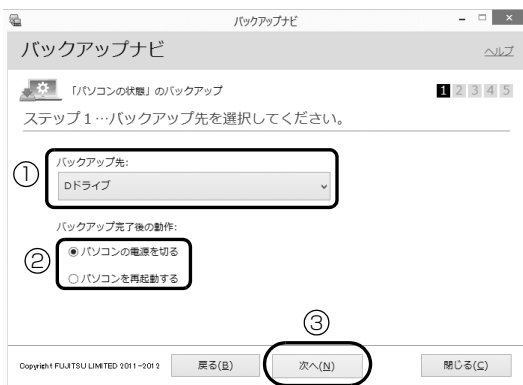 バックアップナビ
バックアップナビ
ヘルプ
「パソコンの状態」のバックアップ
1 2 3 4 5
ステップ1…バックアップ先を選択してください。
①
バックアップ先:
Dドライブ
バックアップ完了後の動作:
②
パソコンの電源を切る
パソコンを再起動する
③
Copyright FUJITSU LIMITED 2011-2012
戻る(B)
次へ(N)
閉じる(C)